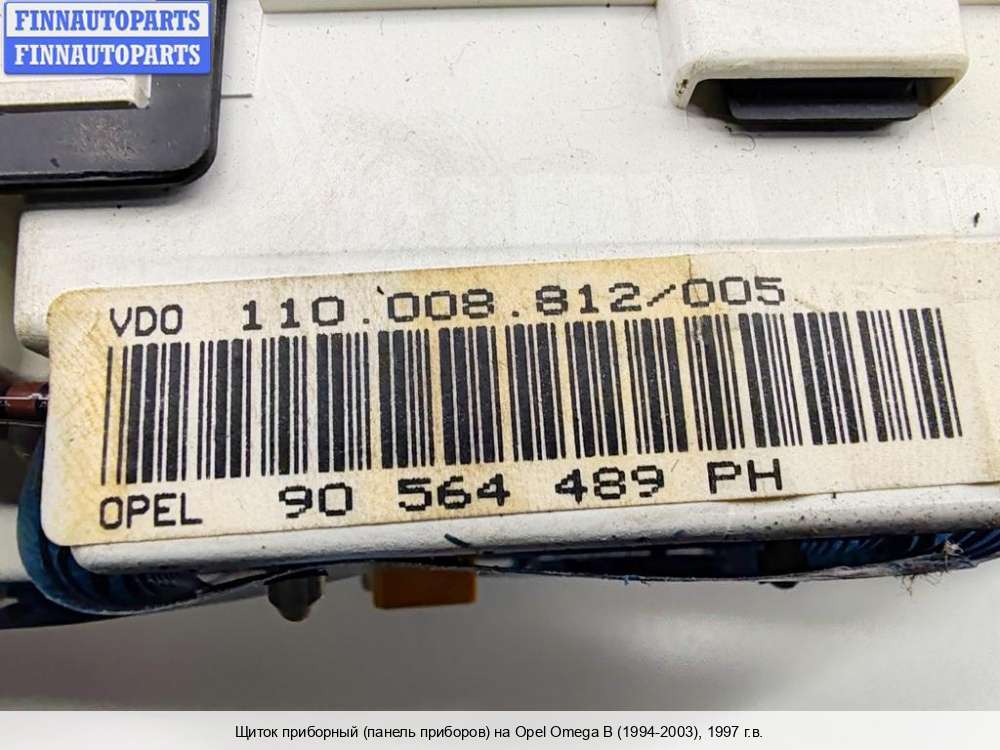 FINNAUTOPARTS
FINNAUTOPARTS
VDO 110.008.812/005
OPEL 90 564 489 PH
Щиток приборный (панель приборов) на Opel Omega B (1994-2003), 1997 г.в.